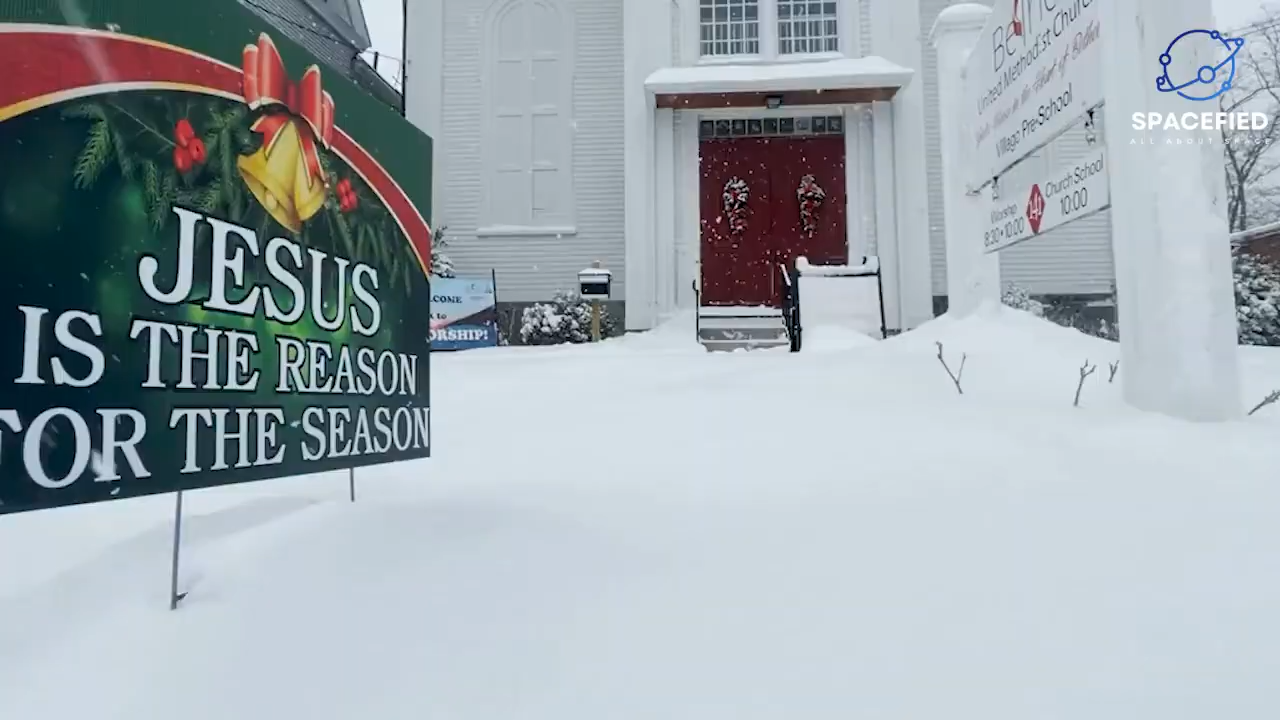 JESUS
IS THE REASON
FOR THE SEASON
ORSHIP!
United Methodist Church
Village Pre-School
Worship
8:30 • 10:00
Church School
10:00
SPACEFIED
ALL ABOUT SPACE